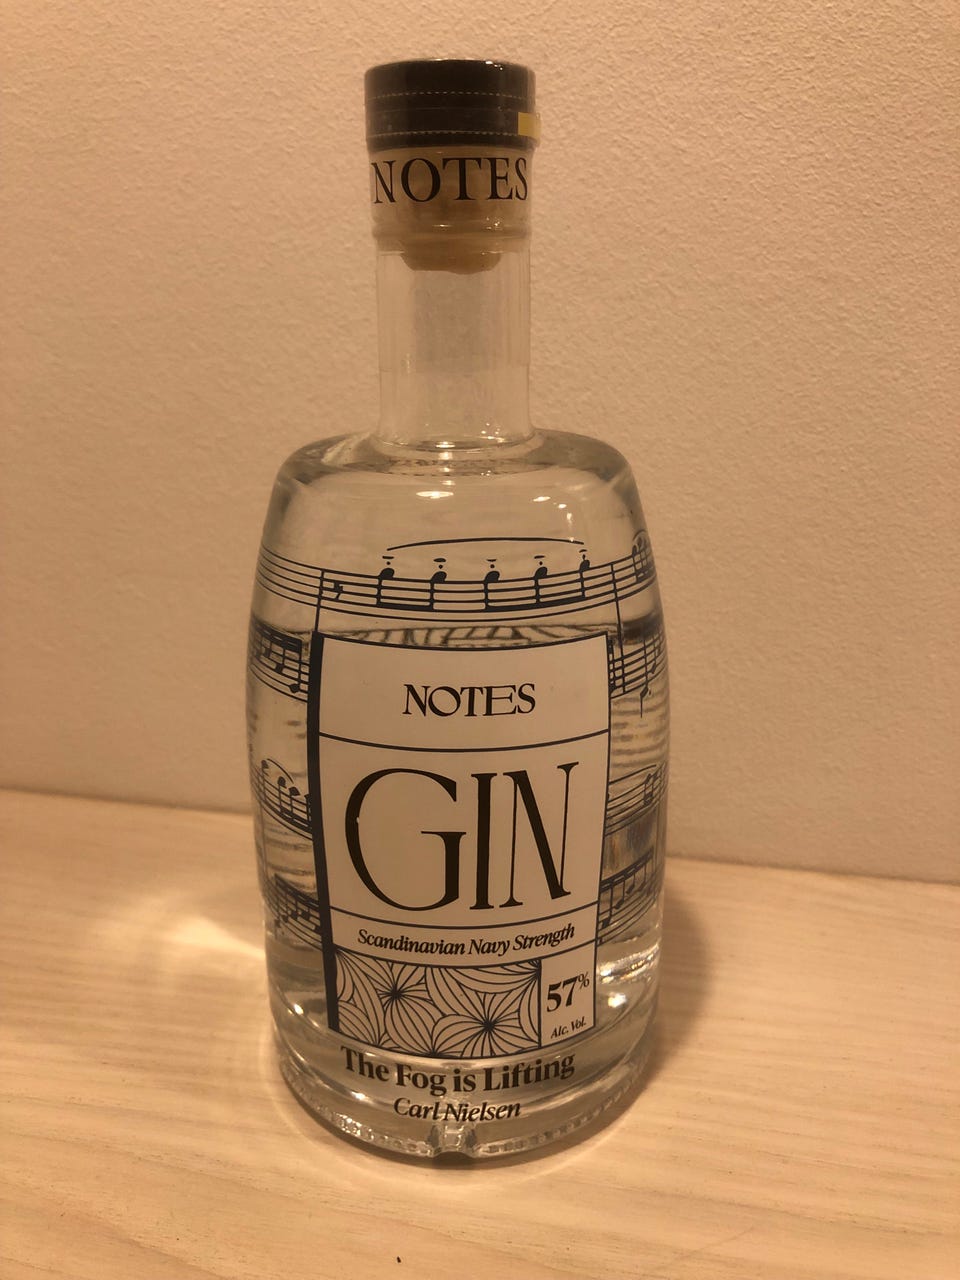 NOTES
NOTES
GIN
Scandinavian Navy Strength
57%
Alc. Vol.
The Fog is Lifting
Carl Nielsen